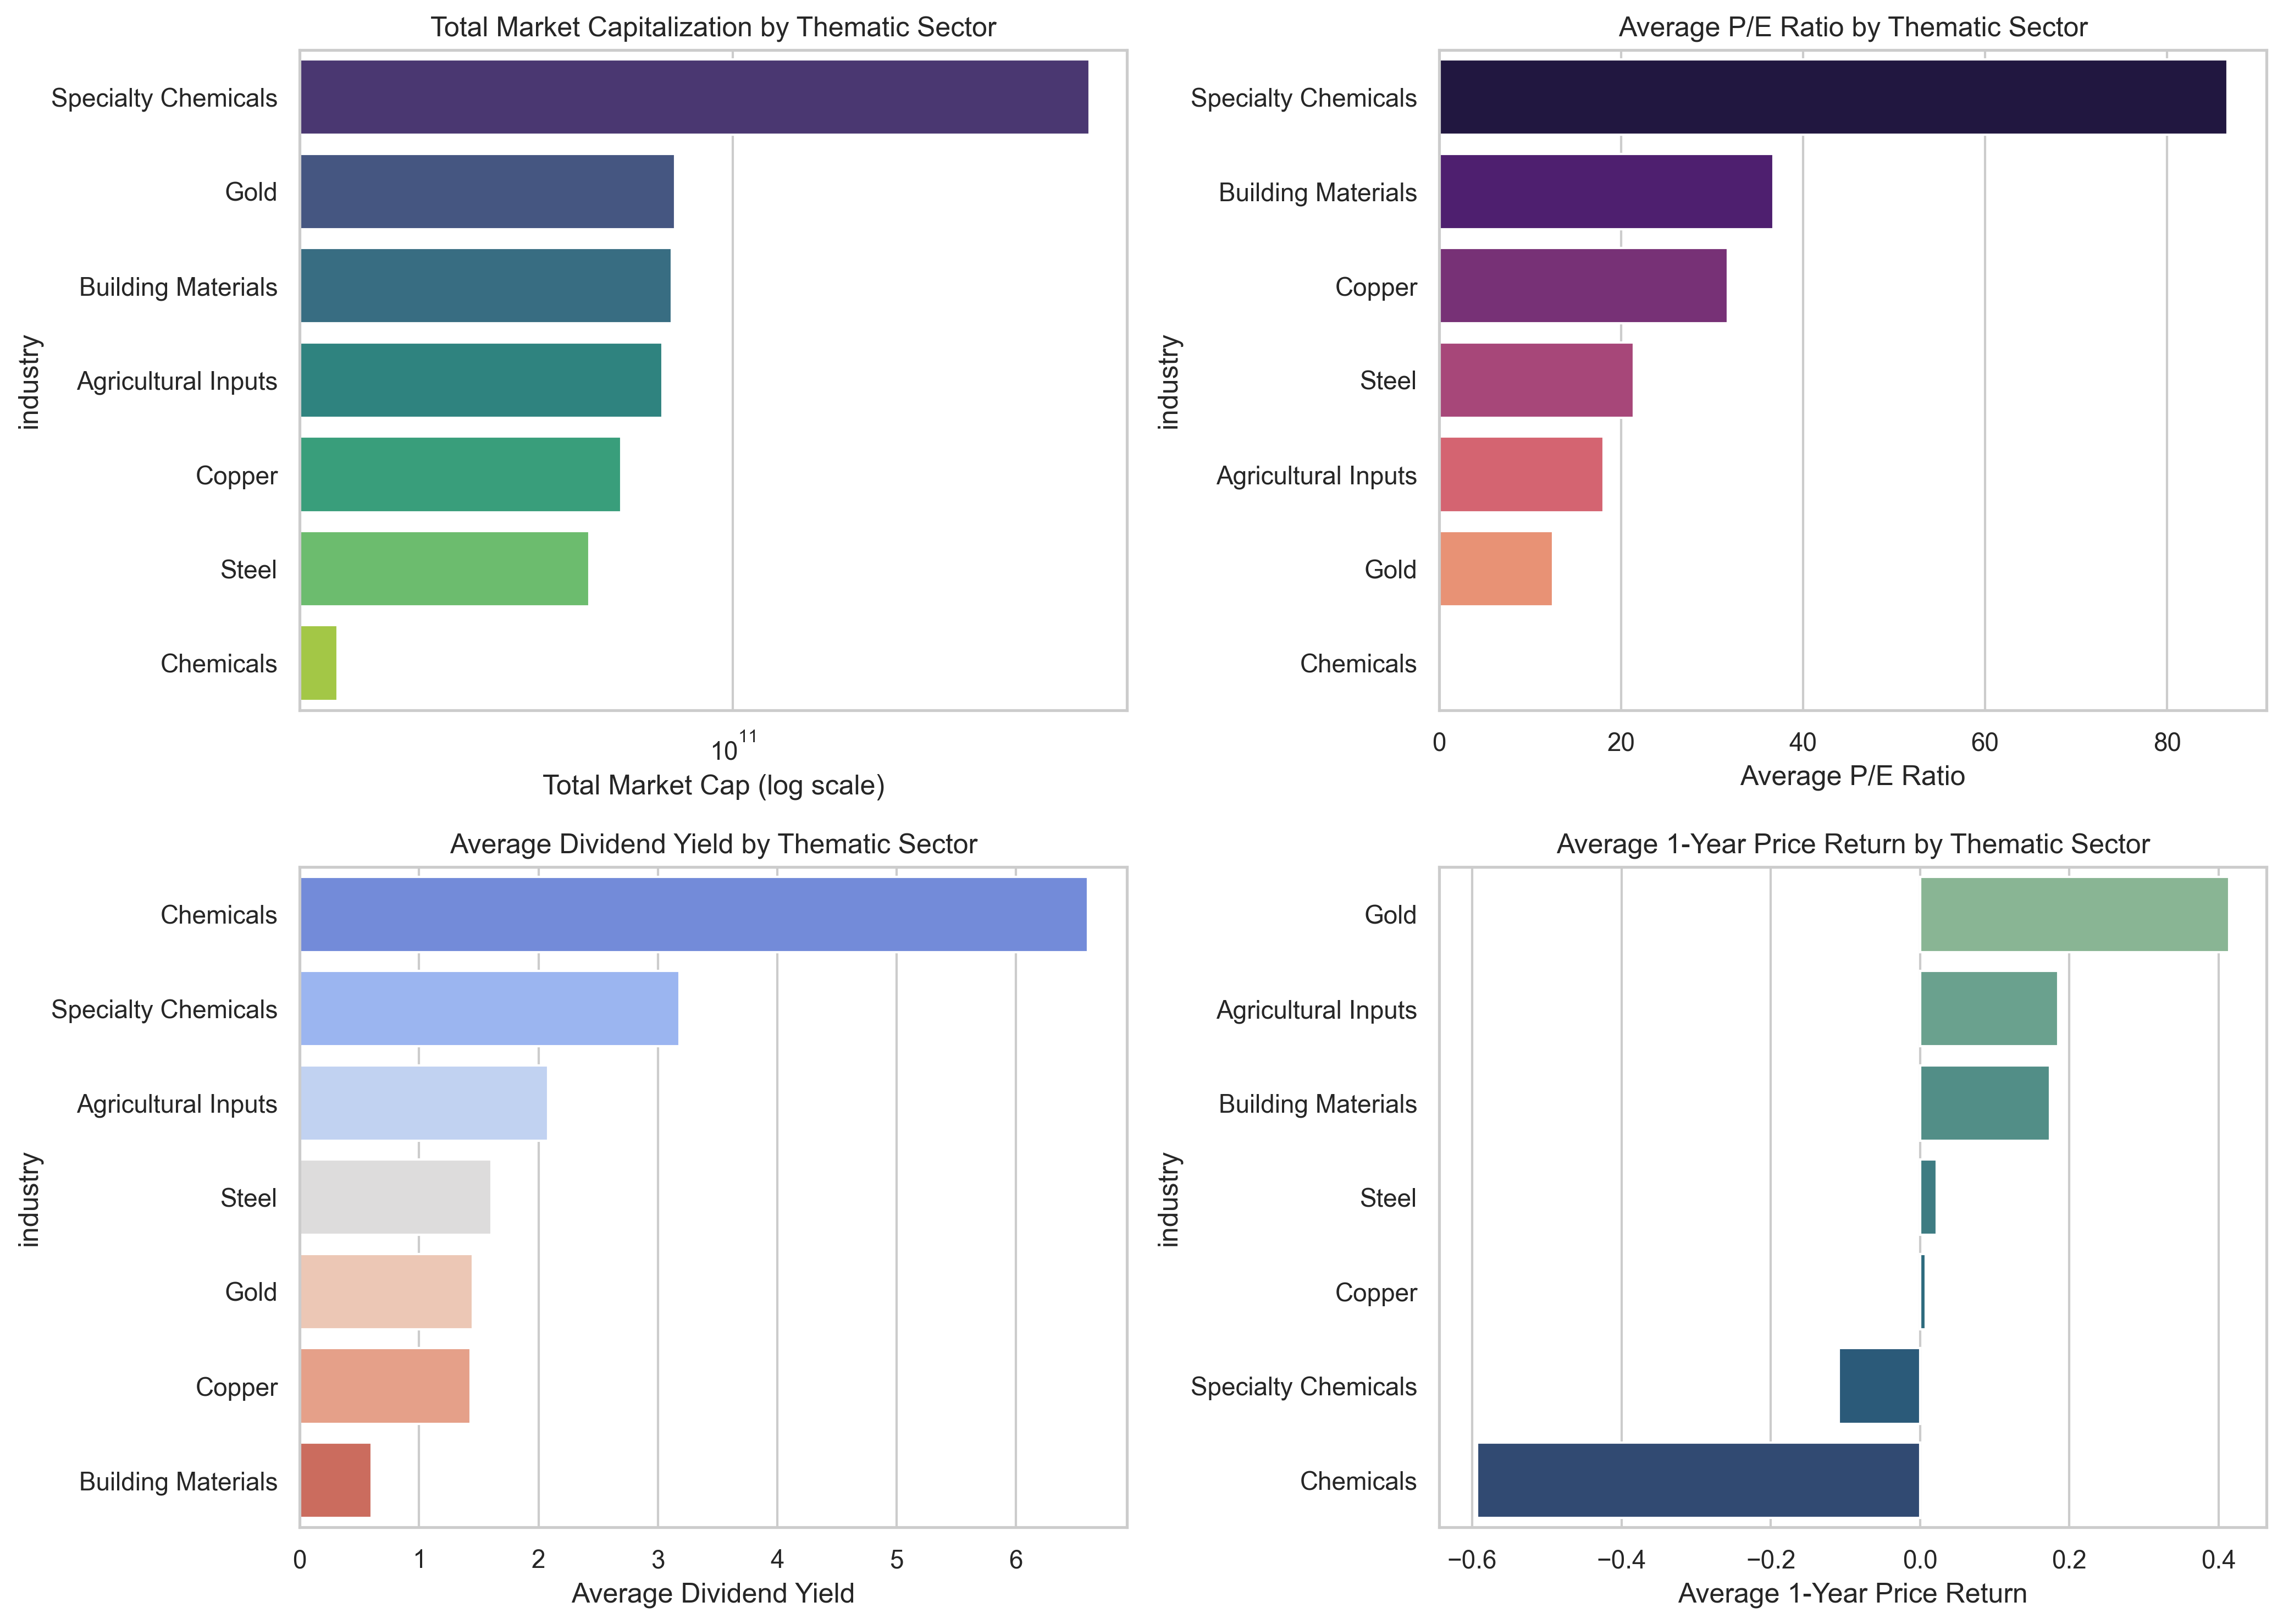 Total Market Capitalization by Thematic Sector
industry
Specialty Chemicals
Gold
Building Materials
Agricultural Inputs
Copper
Steel
Chemicals
10^11
Total Market Cap (log scale)
Average P/E Ratio by Thematic Sector
industry
Specialty Chemicals
Building Materials
Copper
Steel
Agricultural Inputs
Gold
Chemicals
0 20 40 60 80
Average P/E Ratio
Average Dividend Yield by Thematic Sector
industry
Chemicals
Specialty Chemicals
Agricultural Inputs
Steel
Gold
Copper
Building Materials
0 1 2 3 4 5 6
Average Dividend Yield
Average 1-Year Price Return by Thematic Sector
industry
Gold
Agricultural Inputs
Building Materials
Steel
Copper
Specialty Chemicals
Chemicals
−0.6 −0.4 −0.2 0.0 0.2 0.4
Average 1-Year Price Return